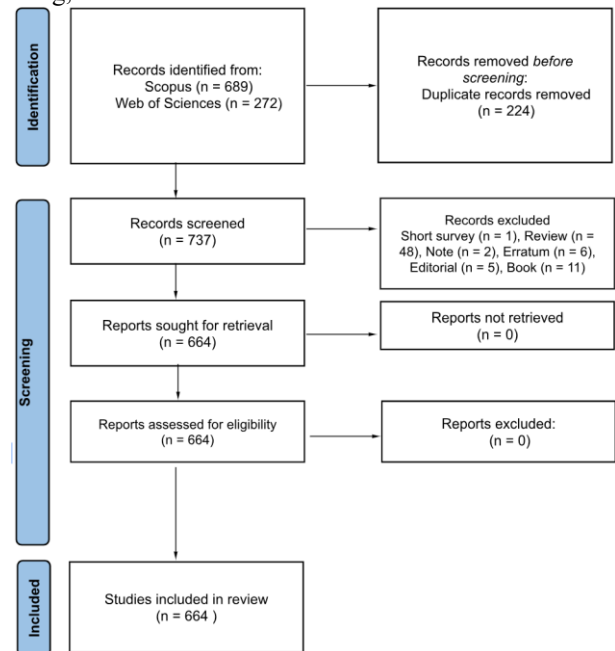 g,
Identification
Records identified from:
Scopus (n = 689)
Web of Sciences (n = 272)
Records removed before
screening:
Duplicate records removed
(n = 224)
Screening
Records screened
(n = 737)
Records excluded
Short survey (n = 1), Review (n =
48), Note (n = 2), Erratum (n = 6),
Editorial (n = 5), Book (n = 11)
Reports sought for retrieval
(n = 664)
Reports not retrieved
(n = 0)
Reports assessed for eligibility
(n = 664)
Reports excluded:
(n = 0)
Included
Studies included in review
(n = 664 )